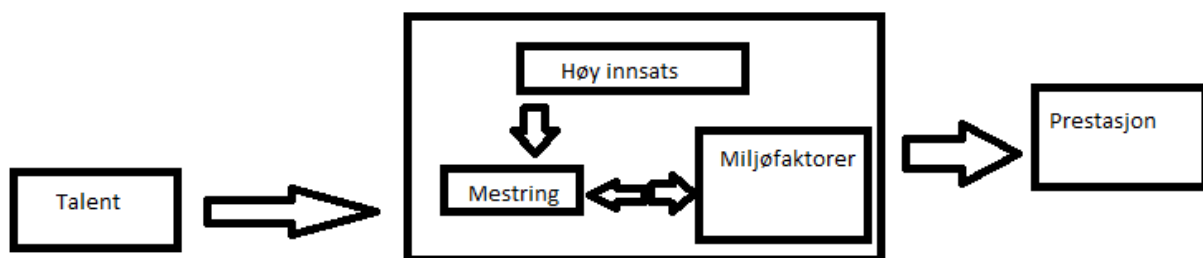 Talent
Høy innsats
Mestring
Miljøfaktorer
Prestasjon